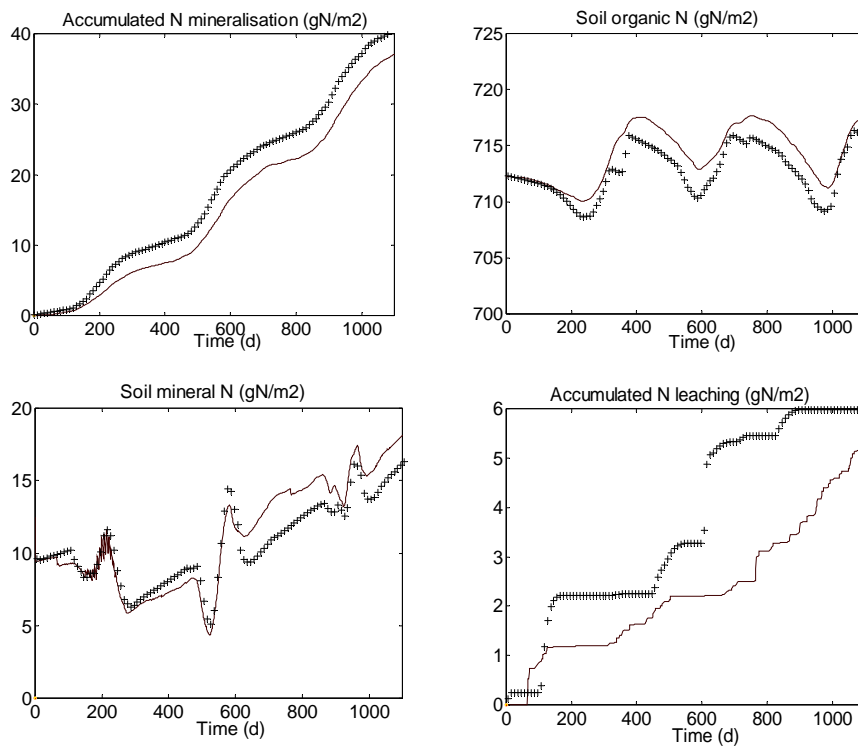 Accumulated N mineralisation (gN/m2)
40
30
20
10
0
0 200 400 600 800 1000
Time (d)
Soil organic N (gN/m2)
725
720
715
710
705
700
0 200 400 600 800 1000
Time (d)
Soil mineral N (gN/m2)
20
15
10
5
0
0 200 400 600 800 1000
Time (d)
Accumulated N leaching (gN/m2)
6
5
4
3
2
1
0
0 200 400 600 800 1000
Time (d)